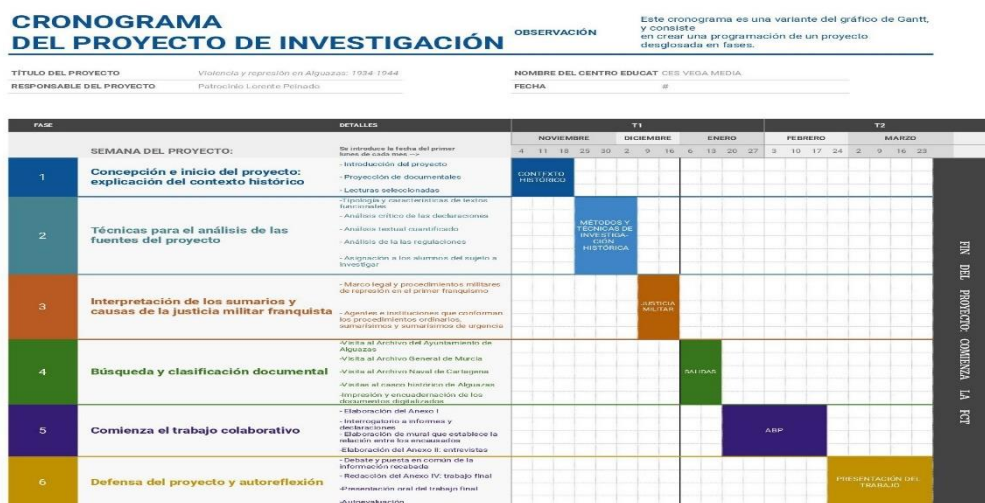 CRONOGRAMA
DEL PROYECTO DE INVESTIGACIÓN
OBSERVACIÓN
Este cronograma es una variante del gráfico de Gantt,
y consiste
en crear una programación de un proyecto
desglosada en fases.
TÍTULO DEL PROYECTO Violencia y represión en Alguazas: 1934-1944
NOMBRE DEL CENTRO EDUCAT CES VEGA MEDIA
RESPONSABLE DEL PROYECTO Patrocinio Lorente Peinado
FECHA #
FASE DETALLES T1 T2
NOVIEMBRE DICIEMBRE ENERO FEBRERO MARZO
SEMANA DEL PROYECTO:
Se introduce la fecha del primer
lunes de cada mes -->
4 11 18 25 30 2 9 16 6 13 20 27 3 10 17 24 2 9 16 23
1
Concepción e inicio del proyecto:
explicación del contexto histórico
- Introducción del proyecto
- Proyección de documentales
- Lecturas seleccionadas
CONTEXTO
HISTÓRICO
2
Técnicas para el análisis de las
fuentes del proyecto
-Tipología y características de textos
funcionales
- Análisis crítico de las declaraciones
- Análisis textual cuantificado
- Análisis de la las regulaciones
- Asignación a los alumnos del sujeto a
investigar
MÉTODOS Y
TÉCNICAS DE
INVESTIGA-
CIÓN
HISTÓRICA
3
Interpretación de los sumarios y
causas de la justicia militar franquista
- Marco legal y procedimientos militares
de represión en el primer franquismo
- Agentes e instituciones que conforman
los procedimientos ordinarios,
sumarísimos y sumarísimos de urgencia
JUSTICIA
MILITAR
4
Búsqueda y clasificación documental
-Visita al Archivo del Ayuntamiento de
Alguazas
-Visita al Archivo General de Murcia
-Visita al Archivo Naval de Cartagena
-Visitas al casco histórico de Alguazas
-Impresión y encuadernación de los
documentos digitalizados
SALIDAS
5
Comienza el trabajo colaborativo
- Elaboración del Anexo I
- Interrogatorio a informes y
declaraciones
- Elaboración de mural que establece la
relación entre los encausados
-Elaboración del Anexo II: entrevistas
ABP
6
Defensa del proyecto y autoreflexión
- Debate y puesta en común de la
información recabada
- Redacción del Anexo IV: trabajo final
-Presentación oral del trabajo final
-Autoevaluación
PRESENTACIÓN DEL
TRABAJO
FIN DEL PROYECTO: COMIENZA LA FCT